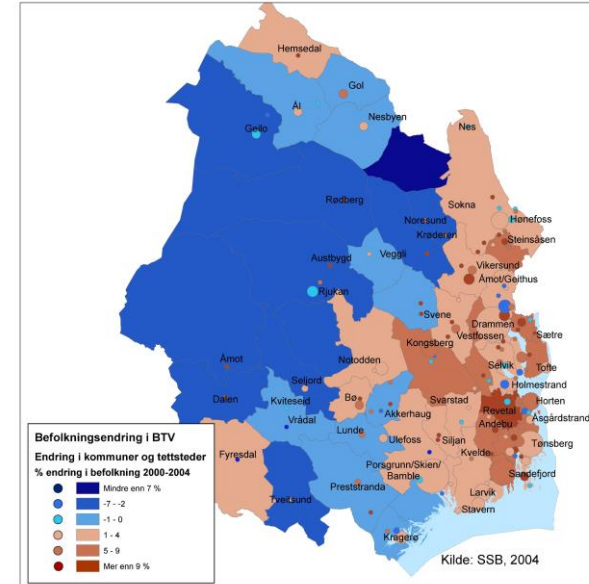 Hemsedal
Gol
Ål
Nesbyen
Geilo
Nes
Rødberg
Sokna
Noresund
Hønefoss
Krøderen
Steinsåsen
Veggli
Austbygd
Vikersund
Åmot/Geithus
Rjukan
Svene
Drammen
Vestfossen
Sætre
Kongsberg
Notodden
Selvik
Tofte
Åmot
Holmestrand
Seljord
Dalen
Kviteseid
Bø
Svarstad
Revetal
Horten
Akkerhaug
Åsgårdstrand
Vrådal
Andebu
Lunde
Ulefoss
Siljan
Tønsberg
Fyresdal
Kvelde
Porsgrunn/Skien/
Bamble
Sandefjord
Prestranda
Tveitsund
Larvik
Stavern
Kragerø
Befolkningsendring i BTV
Endring i kommuner og tettsteder
% endring i befolkning 2000-2004
Mindre enn 7 %
-7 - -2
-1 - 0
1 - 4
5 - 9
Mer enn 9 %
Kilde: SSB, 2004